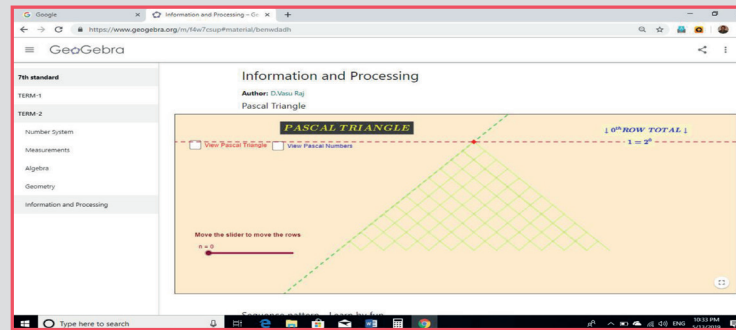 Google
Information and Processing – Ge
https://www.geogebra.org/m/f4w7csup#material/benwdadh
GeoGebra
7th standard
TERM-1
TERM-2
Number System
Measurements
Algebra
Geometry
Information and Processing
Information and Processing
Author: D.Vasu Raj
Pascal Triangle
PASCAL TRIANGLE
↓ 0th ROW TOTAL ↓
1 = 2⁰
View Pascal Triangle
View Pascal Numbers
Move the slider to move the rows
n = 0
Type here to search
ENG
10:33 PM
5/13/2019